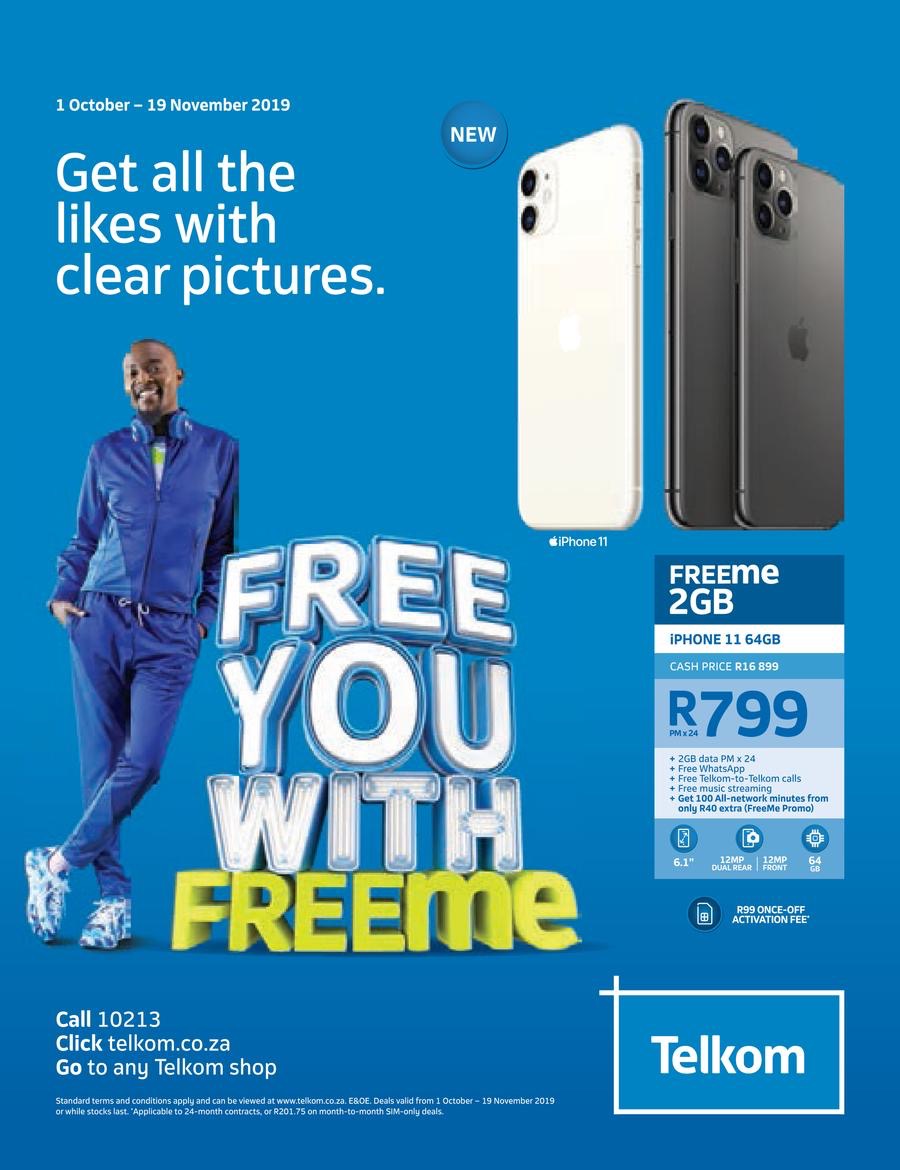 1 October – 19 November 2019
NEW
Get all the
likes with
clear pictures.
iPhone 11
FREE
YOU
WITH
FREEme
FREEme
2GB
iPHONE 11 64GB
CASH PRICE R16 899
R799
PM x 24
+ 2GB data PM x 24
+ Free WhatsApp
+ Free Telkom-to-Telkom calls
+ Free music streaming
+ Get 100 All-network minutes from
only R40 extra (FreeMe Promo)
6.1"
12MP
DUAL REAR
12MP
FRONT
64
GB
R99 ONCE-OFF
ACTIVATION FEE*
Call 10213
Click telkom.co.za
Go to any Telkom shop
Telkom
Standard terms and conditions apply and can be viewed at www.telkom.co.za. E&OE. Deals valid from 1 October – 19 November 2019
or while stocks last. *Applicable to 24-month contracts, or R201.75 on month-to-month SIM-only deals.